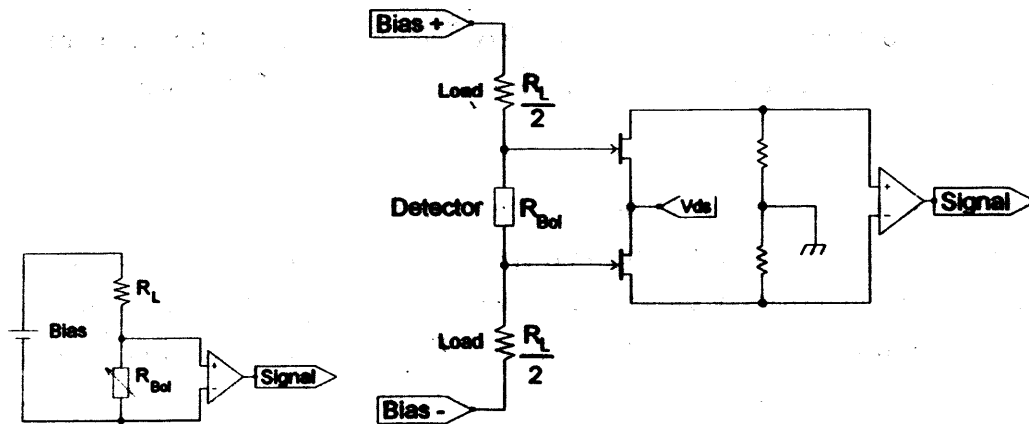 Bias +
Load
R_L
2
Detector
R_Bol
Vds
+
-
Signal
Load
R_L
2
Bias -
R_L
Bias
R_Bol
+
-
Signal